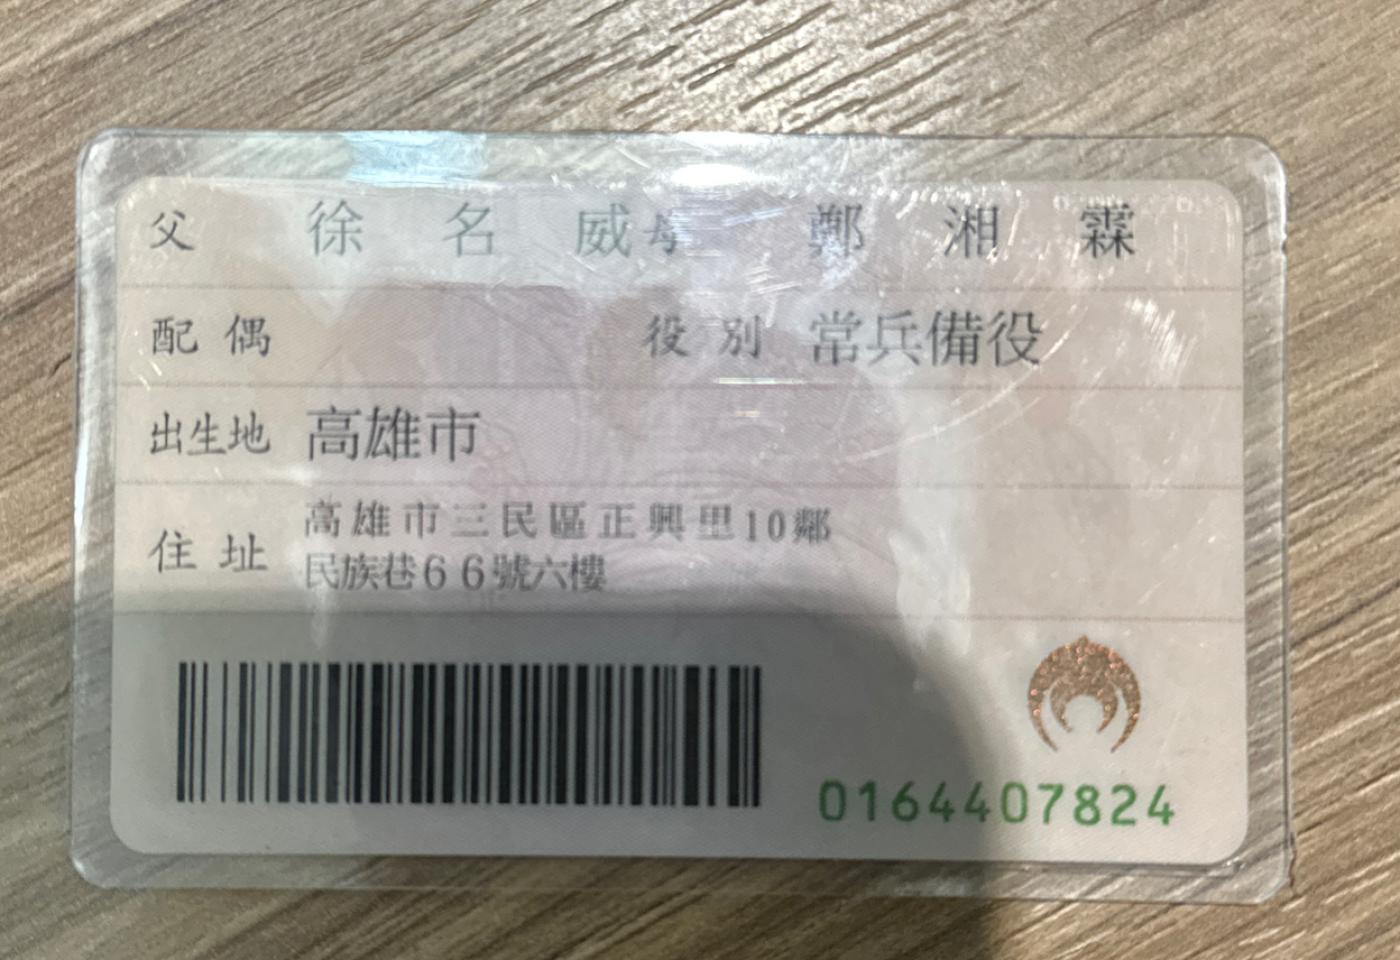 父 徐名威 母 鄭湘霖
配偶 役別 常兵備役
出生地 高雄市
住址 高雄市三民區正興里10鄰
民族巷66號六樓
0164407824